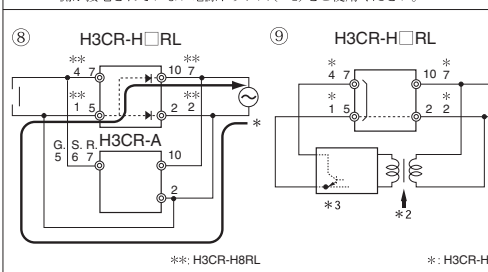 ⑧
H3CR-H□RL
** **
4 7 10 7
** **
1 5 2 2
*
H3CR-A
G. S. R.
5 6 7 10
2
**: H3CR-H8RL
⑨
H3CR-H□RL
* *
4 7 10 7
* *
1 5 2 2
*3
*2
*: H3CR-H